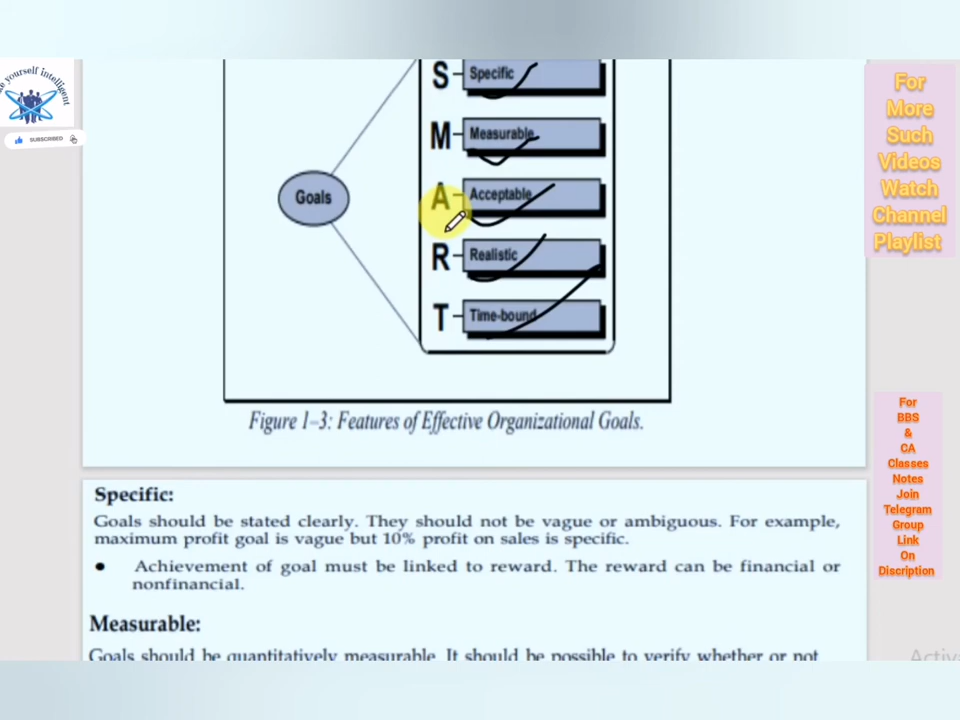 e yourself intelligent
SUBSCRIBED
Goals
S Specific
M Measurable
A Acceptable
R Realistic
T Time-bound
Figure 1-3: Features of Effective Organizational Goals.
Specific:
Goals should be stated clearly. They should not be vague or ambiguous. For example,
maximum profit goal is vague but 10% profit on sales is specific.
• Achievement of goal must be linked to reward. The reward can be financial or
nonfinancial.
Measurable:
Goals should be quantitatively measurable. It should be possible to verify whether or not
For
More
Such
Videos
Watch
Channel
Playlist
For
BBS
&
CA
Classes
Notes
Join
Telegram
Group
Link
On
Discription
Activa